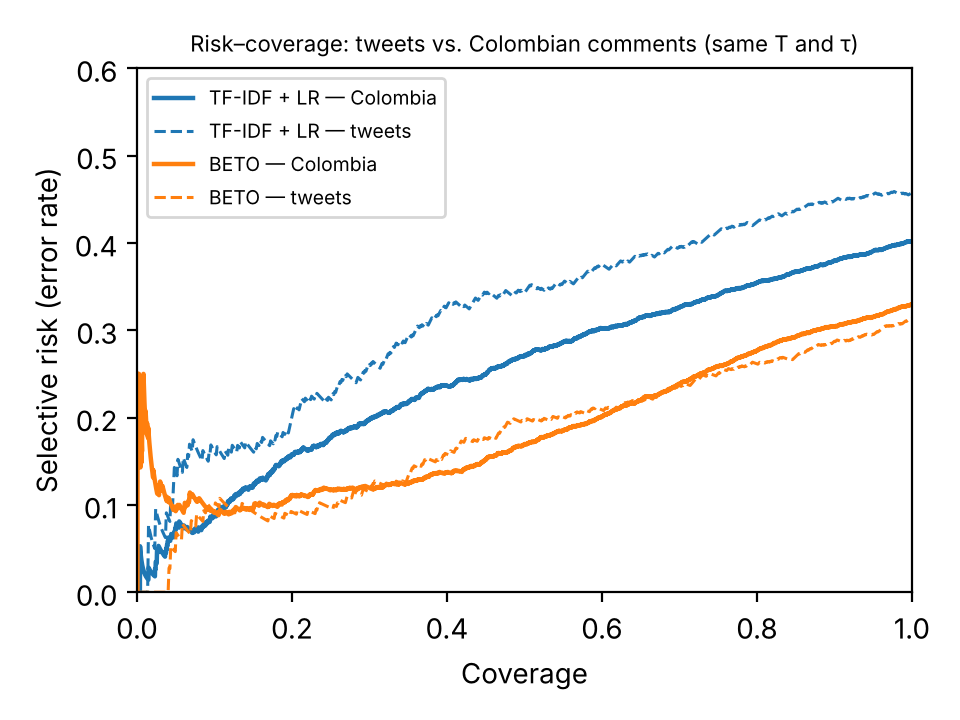 Risk–coverage: tweets vs. Colombian comments (same T and τ)
TF-IDF + LR — Colombia
TF-IDF + LR — tweets
BETO — Colombia
BETO — tweets
Selective risk (error rate)
0.6
0.5
0.4
0.3
0.2
0.1
0.0
0.0 0.2 0.4 0.6 0.8 1.0
Coverage